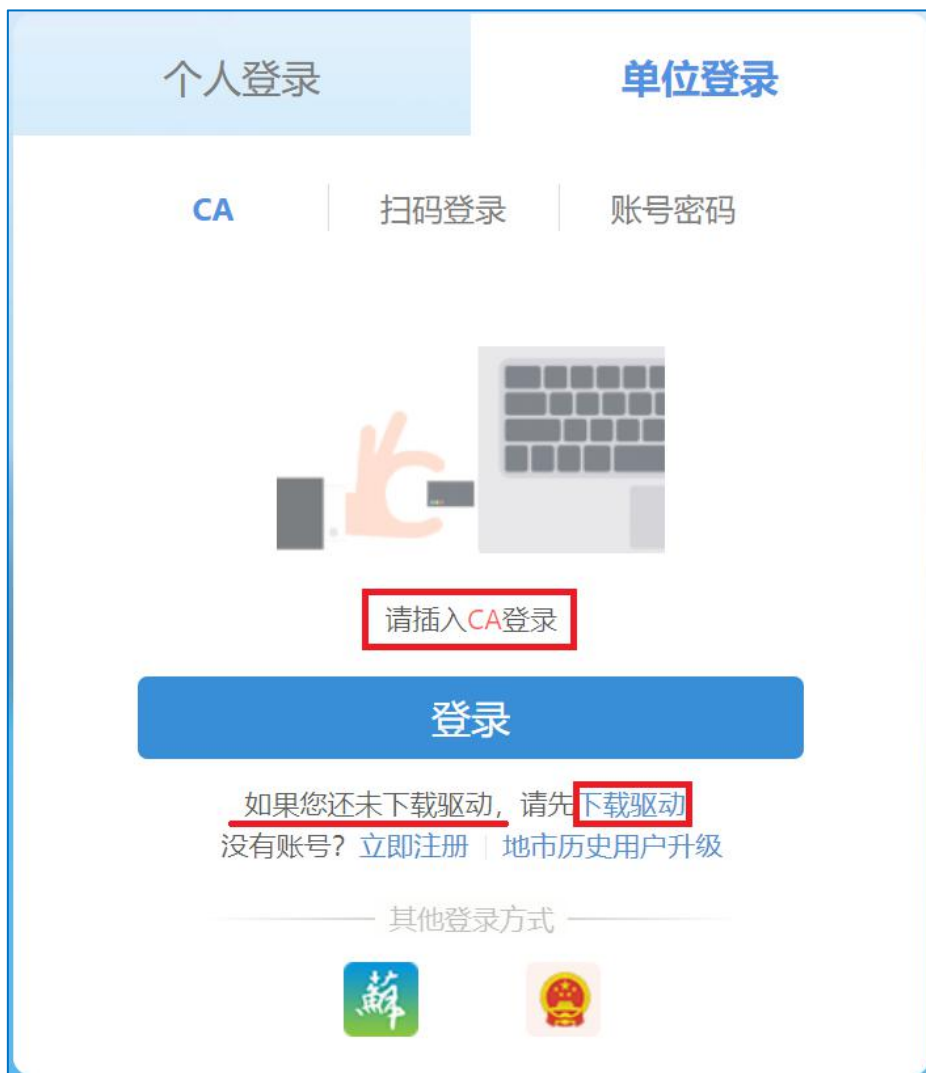 个人登录 单位登录
CA 扫码登录 账号密码
请插入CA登录
登录
如果您还未下载驱动，请先下载驱动
没有账号？立即注册 地市历史用户升级
其他登录方式
蘇